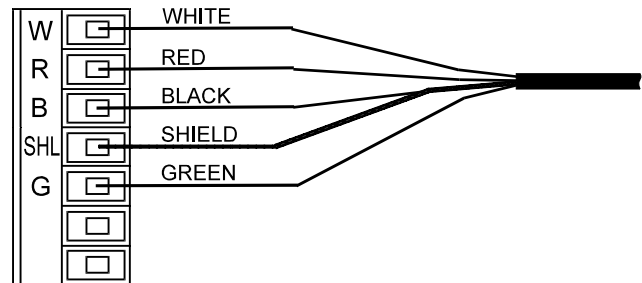 W WHITE
R RED
B BLACK
SHL SHIELD
G GREEN